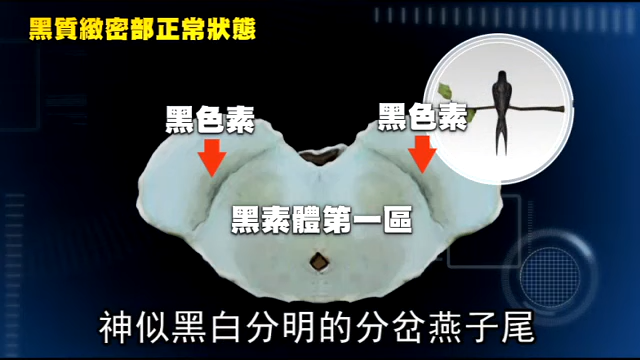 黑質緻密部正常狀態
黑色素
黑色素
黑素體第一區
神似黑白分明的分岔燕子尾